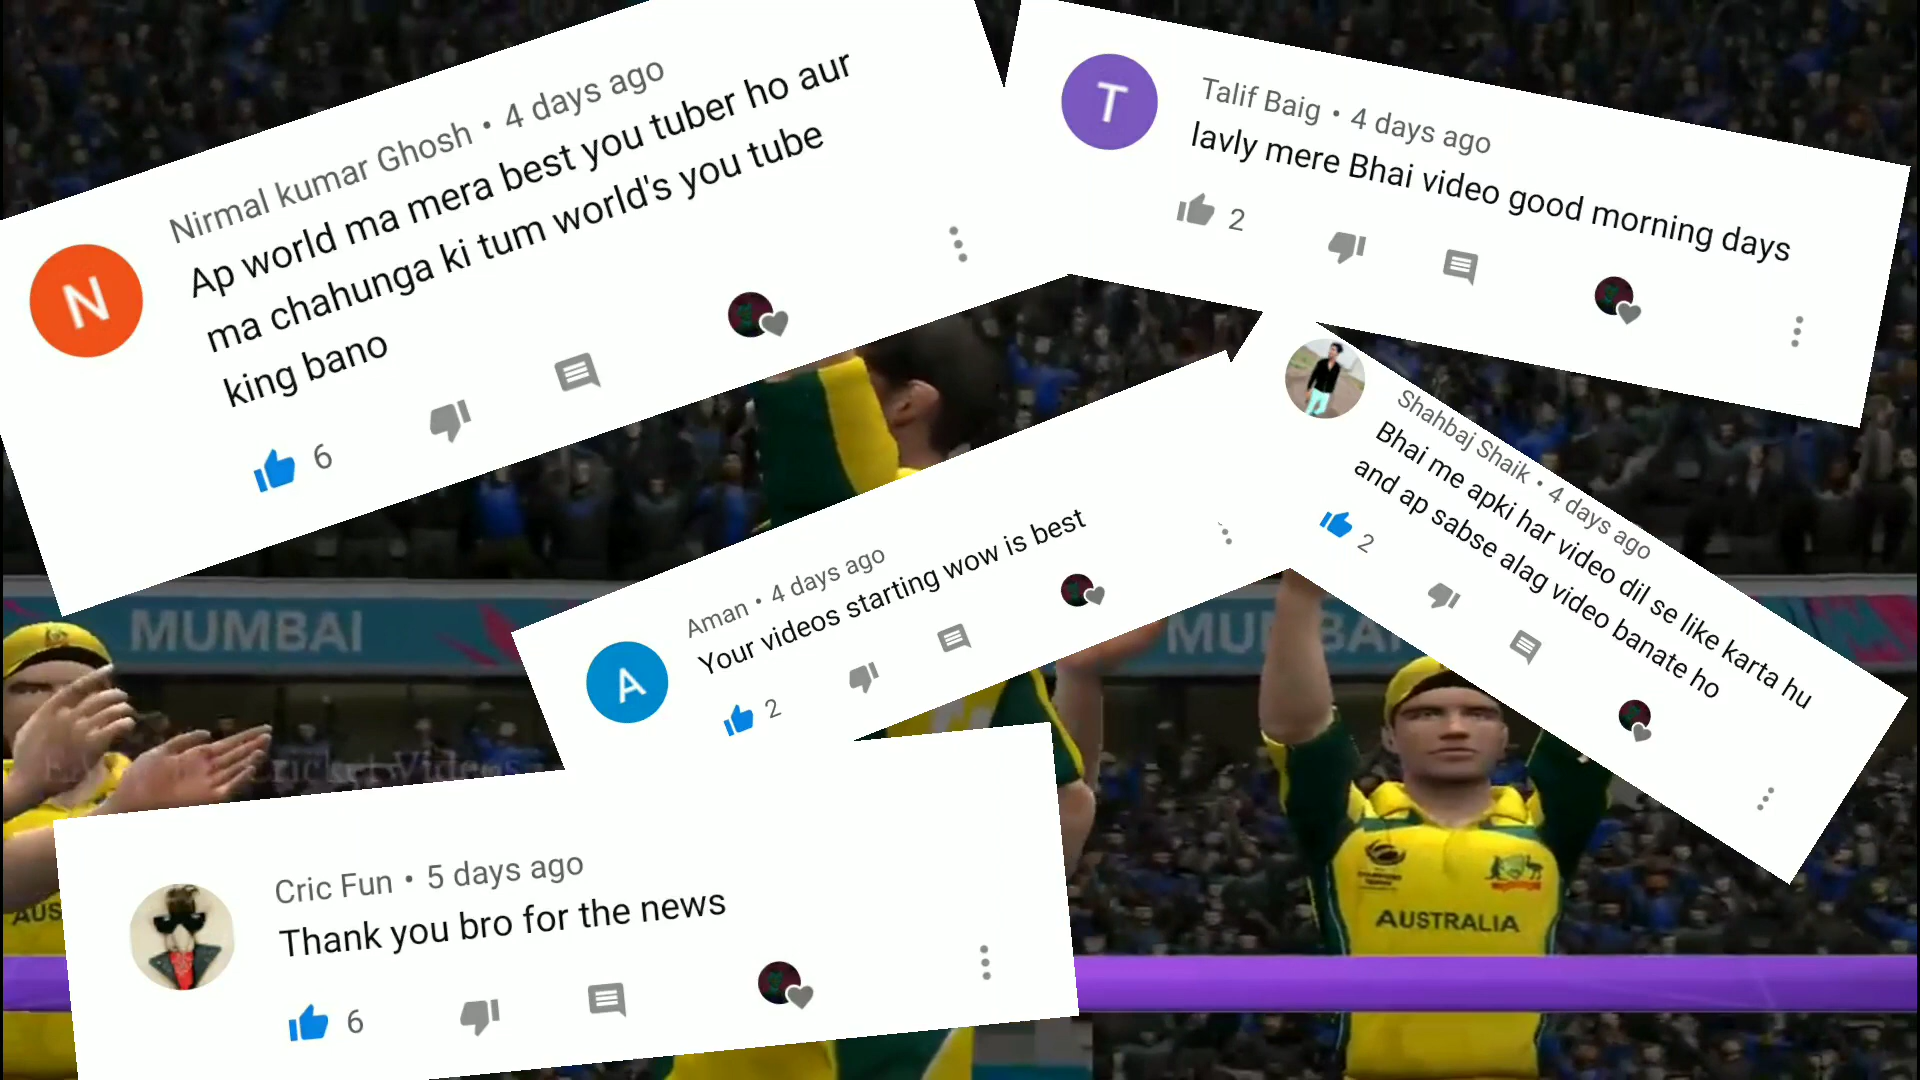 Nirmal kumar Ghosh • 4 days ago
Ap world ma mera best you tuber ho aur
ma chahunga ki tum world's you tube
king bano
N
6
Talif Baig • 4 days ago
T
lavly mere Bhai video good morning days
2
Shahbaj Shaik • 4 days ago
Bhai me apki har video dil se like karta hu
and ap sabse alag video banate ho
2
Aman • 4 days ago
Your videos starting wow is best
A
2
MUMBAI
MUMBAI
Cricket Videos
Cric Fun • 5 days ago
Thank you bro for the news
6
AUS
AUSTRALIA